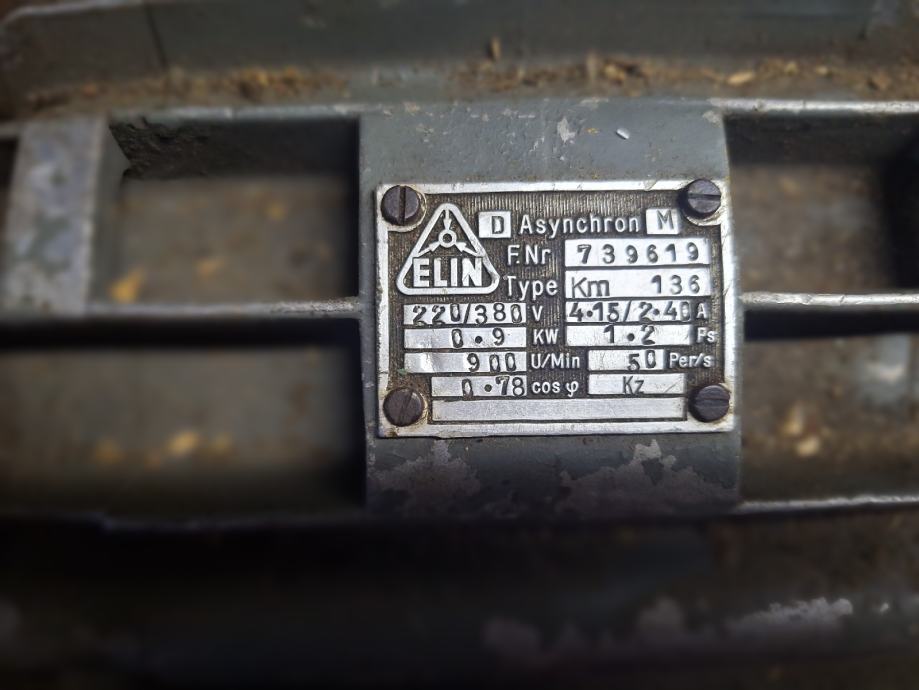 D Asynchron M
ELIN
F.Nr 739619
Type Km 136
220/380 V 4·15/2·40 A
0·9 KW 1·2 Ps
900 U/Min 50 Per/s
0·78 cos φ Kz